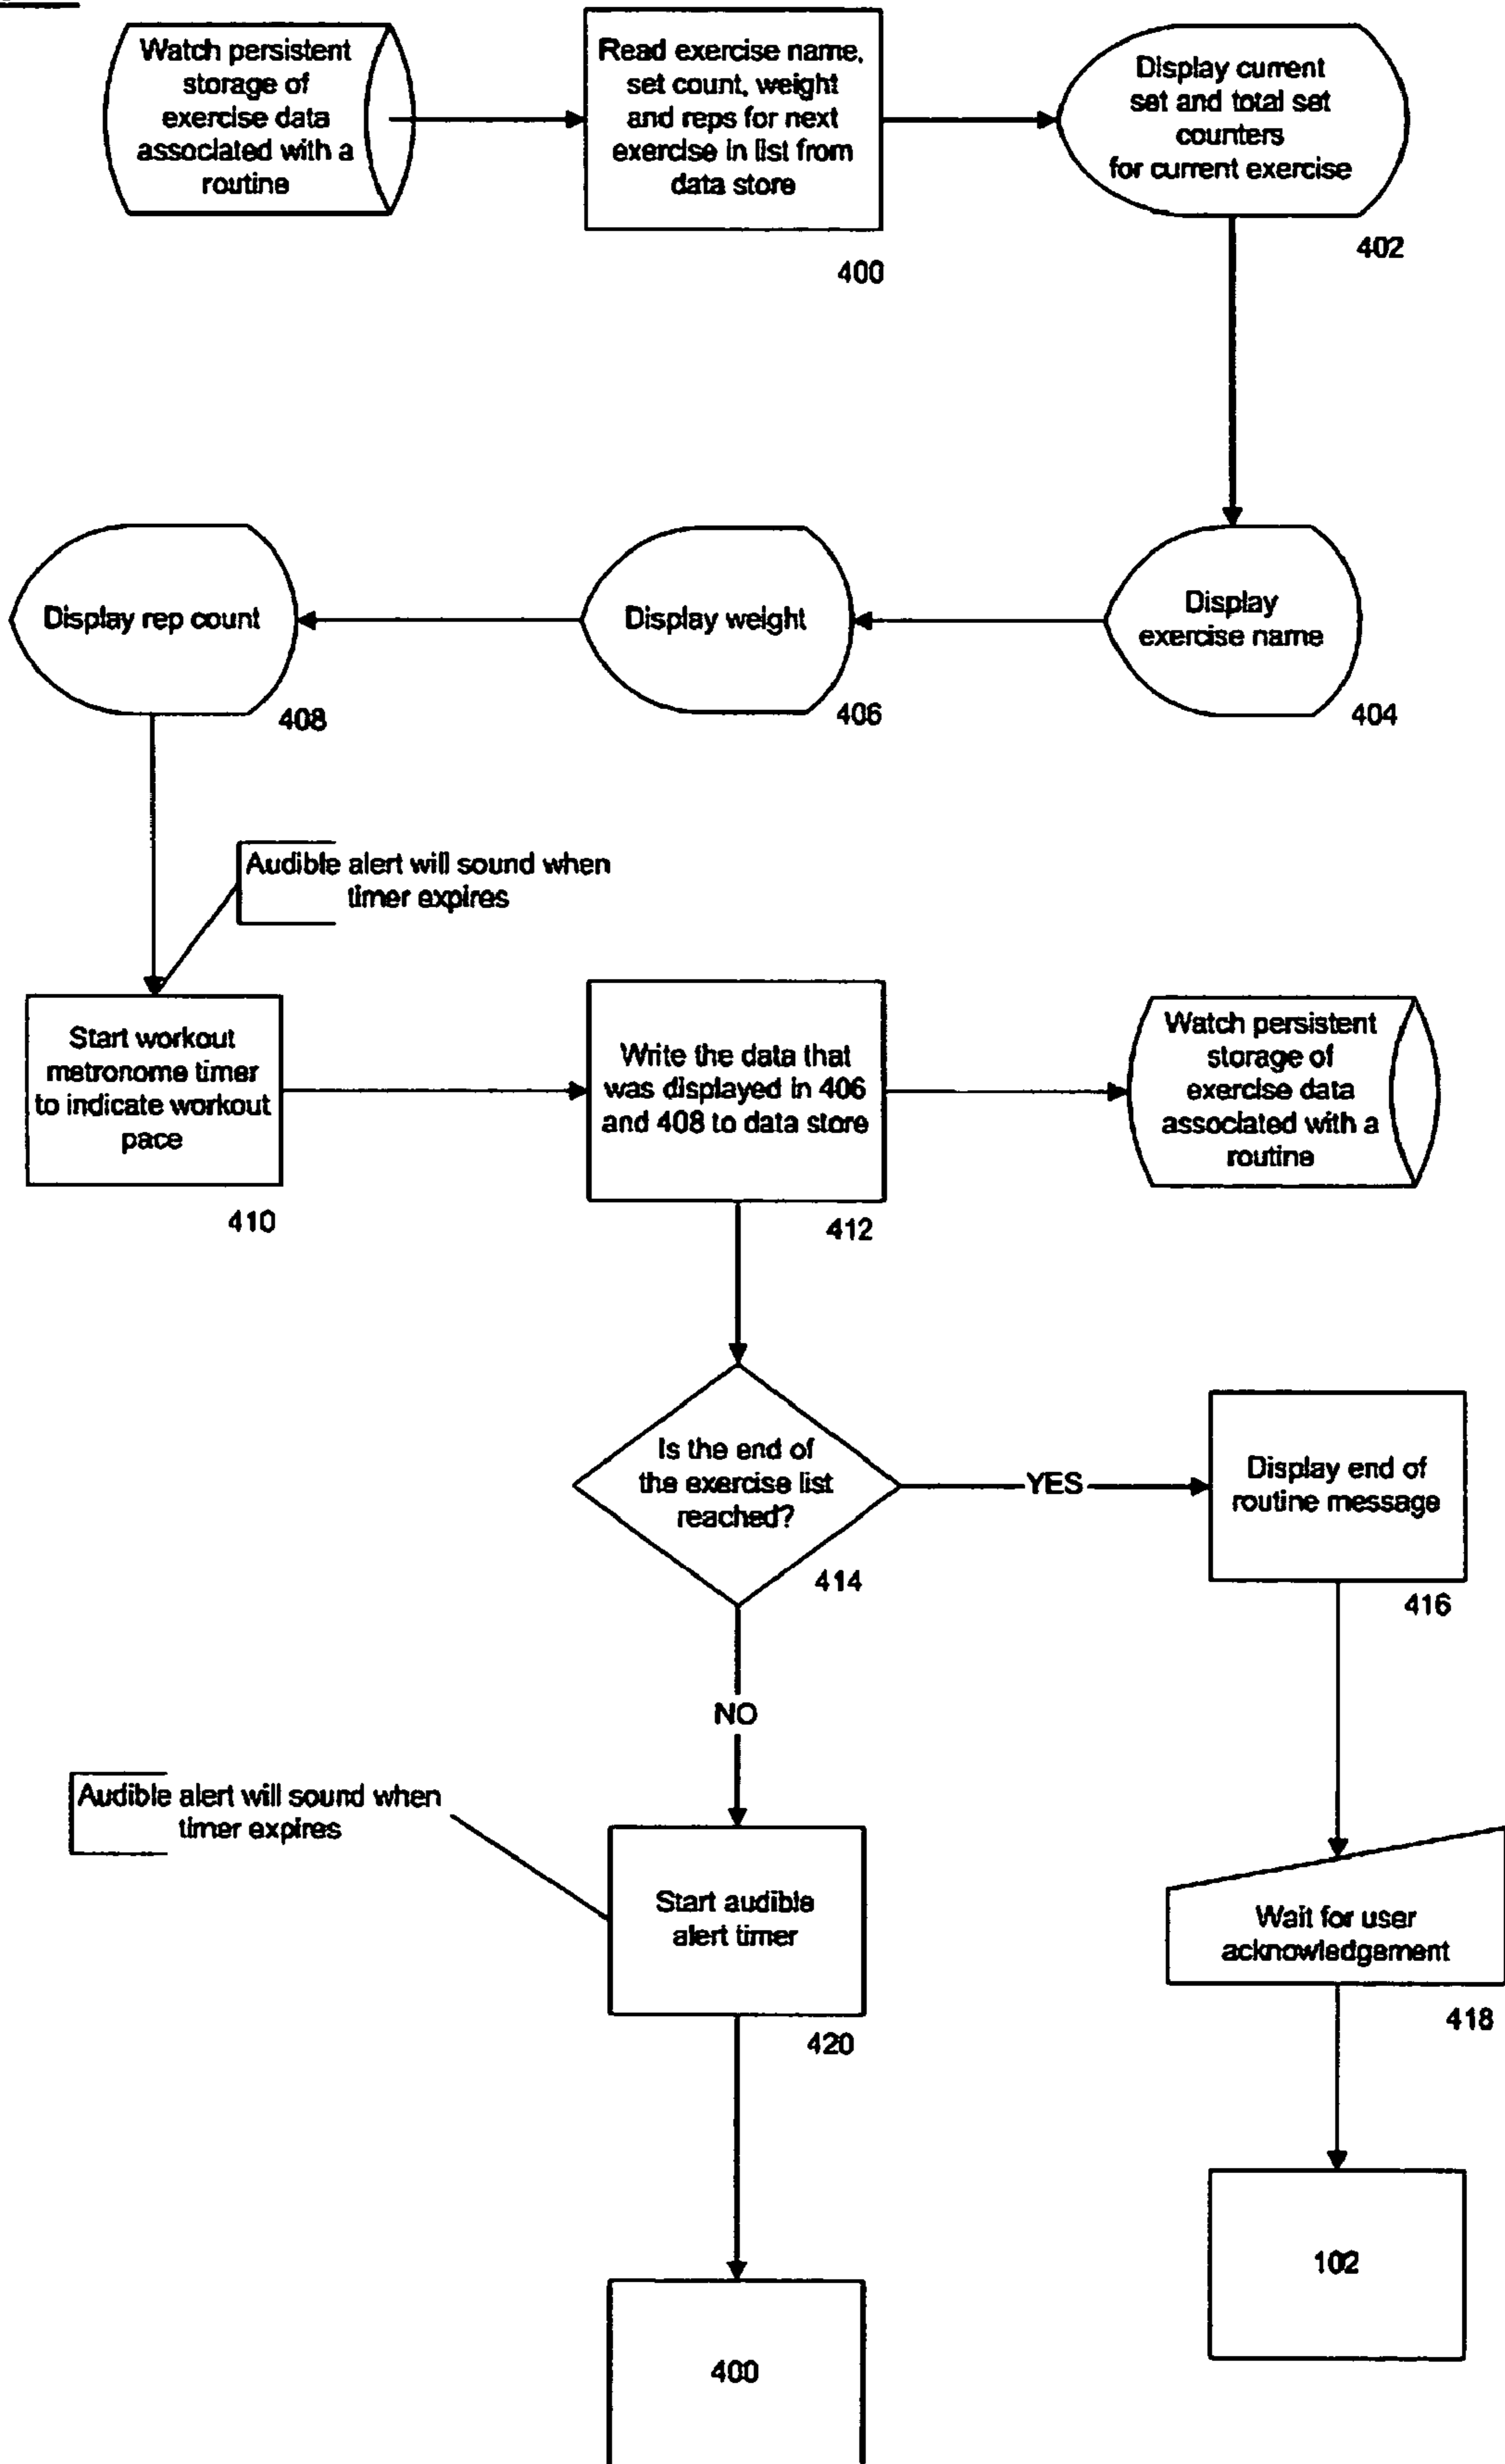 Watch persistent
storage of
exercise data
associated with a
routine
Read exercise name,
set count, weight
and reps for next
exercise in list from
data store
400
Display current
set and total set
counters
for current exercise
402
Display rep count
408
Display weight
406
Display
exercise name
404
Audible alert will sound when
timer expires
Start workout
metronome timer
to indicate workout
pace
410
Write the data that
was displayed in 406
and 408 to data store
412
Watch persistent
storage of
exercise data
associated with a
routine
Is the end of
the exercise list
reached?
414
YES
Display end of
routine message
416
NO
Audible alert will sound when
timer expires
Start audible
alert timer
420
Wait for user
acknowledgement
418
102
400